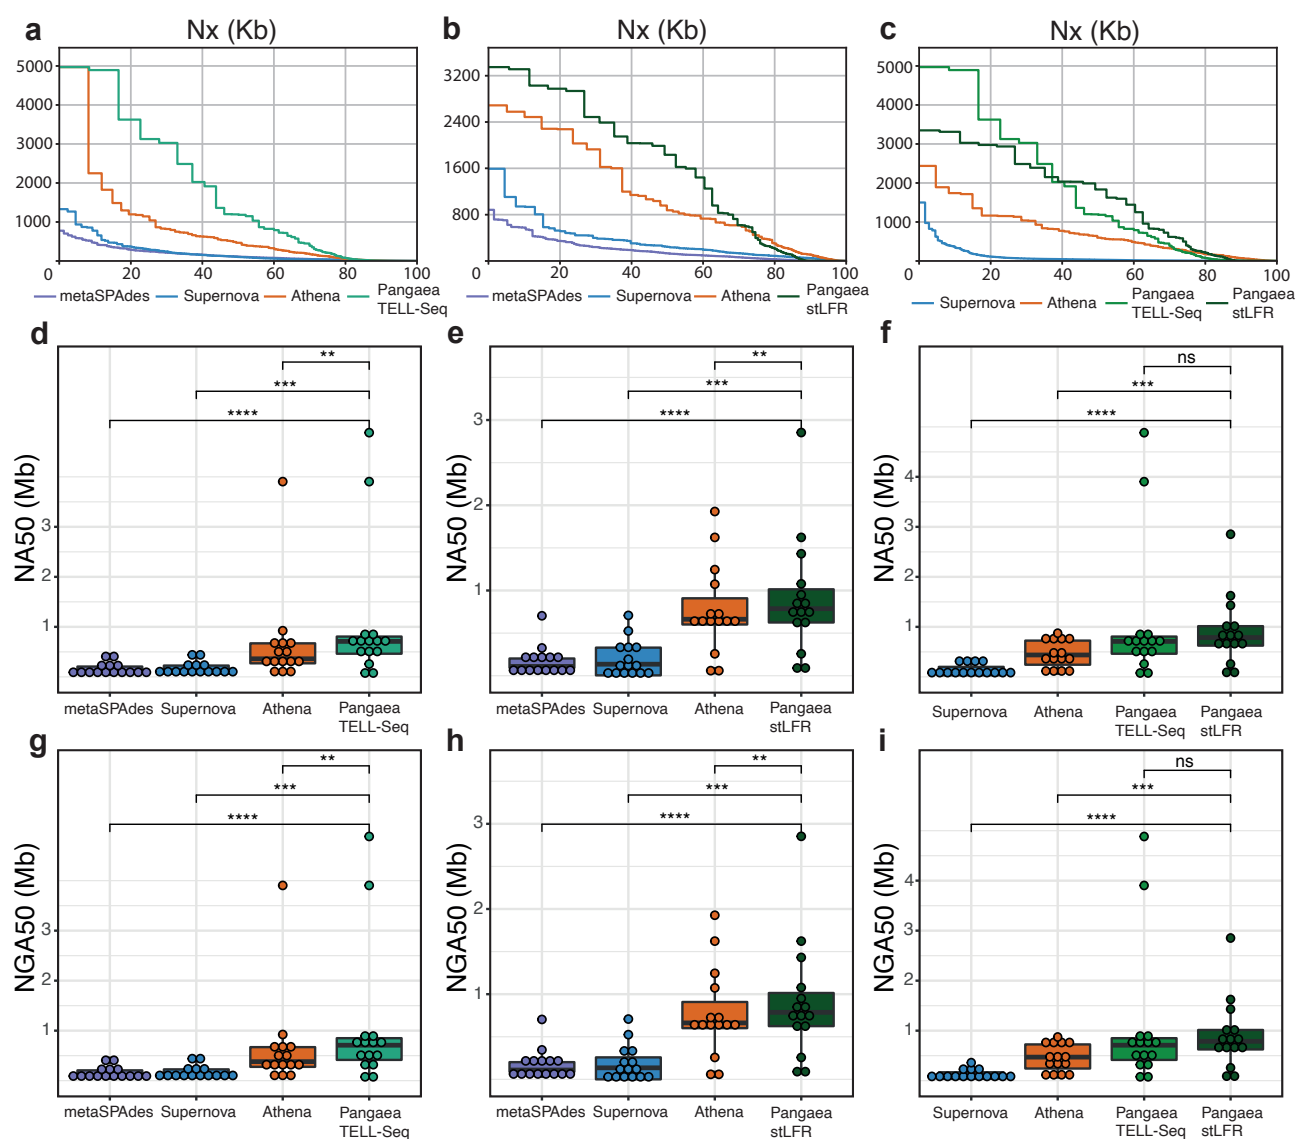 a Nx (Kb) b Nx (Kb) c Nx (Kb)
5000
4000
3000
2000
1000
0 20 40 60 80 100
metaSPAdes Supernova Athena Pangaea TELL-Seq
3200
2400
1600
800
0 20 40 60 80 100
metaSPAdes Supernova Athena Pangaea stLFR
5000
4000
3000
2000
1000
0 20 40 60 80 100
Supernova Athena Pangaea TELL-Seq Pangaea stLFR
d
NA50 (Mb)
**
***
****
3
2
1
metaSPAdes Supernova Athena Pangaea
TELL-Seq
e
NA50 (Mb)
**
***
****
3
2
1
metaSPAdes Supernova Athena Pangaea
stLFR
f
NA50 (Mb)
ns
***
****
4
3
2
1
Supernova Athena Pangaea Pangaea
TELL-Seq stLFR
g
NGA50 (Mb)
**
***
****
3
2
1
metaSPAdes Supernova Athena Pangaea
TELL-Seq
h
NGA50 (Mb)
**
***
****
3
2
1
metaSPAdes Supernova Athena Pangaea
stLFR
i
NGA50 (Mb)
ns
***
****
4
3
2
1
Supernova Athena Pangaea Pangaea
TELL-Seq stLFR